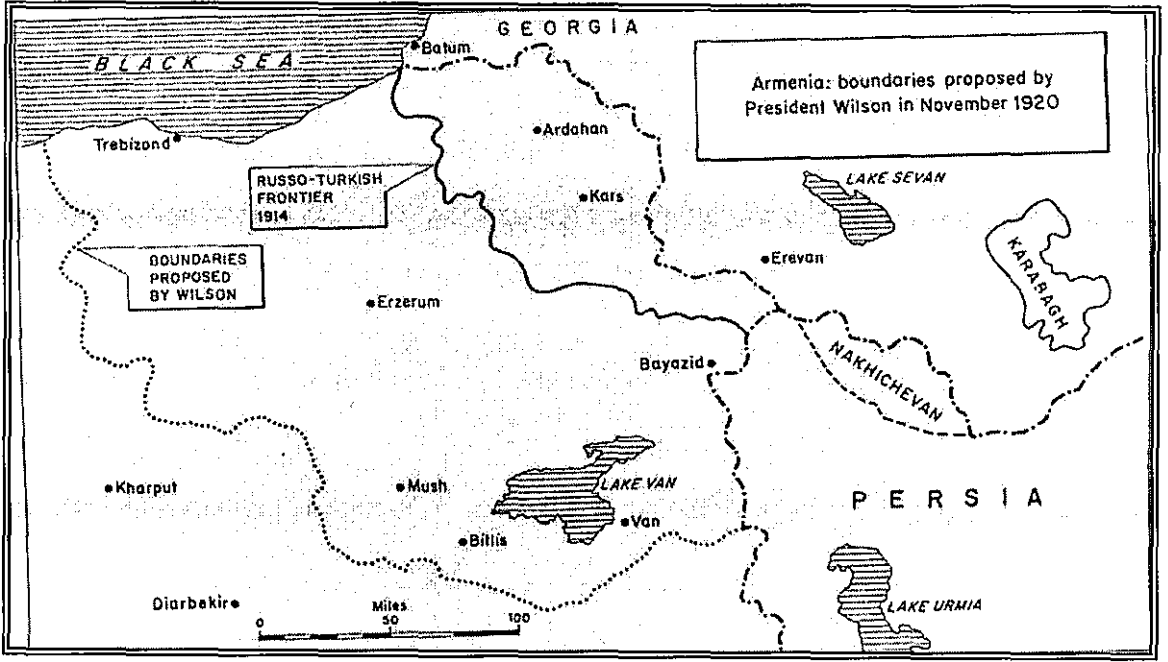 GEORGIA
Batum
BLACK SEA
Armenia: boundaries proposed by
President Wilson in November 1920
Ardahan
Trebizond
RUSSO-TURKISH
FRONTIER
1914
LAKE SEVAN
Kars
KARABAGH
BOUNDARIES
PROPOSED
BY WILSON
Erevan
Erzerum
Bayazid
NAKHICHEVAN
Kharput
Mush
LAKE VAN
PERSIA
Van
Bitlis
Diarbekir
Miles
0 50 100
LAKE URMIA